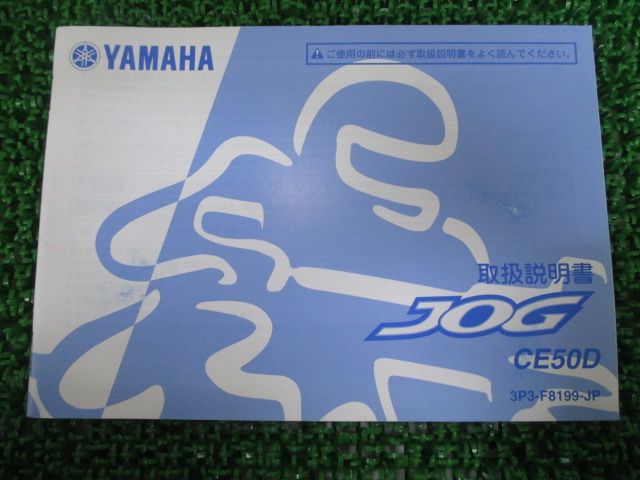 YAMAHA
ご使用の前には必ず取扱説明書をよく読んでください。
取扱説明書
JOG
CE50D
3P3-F8199-JP